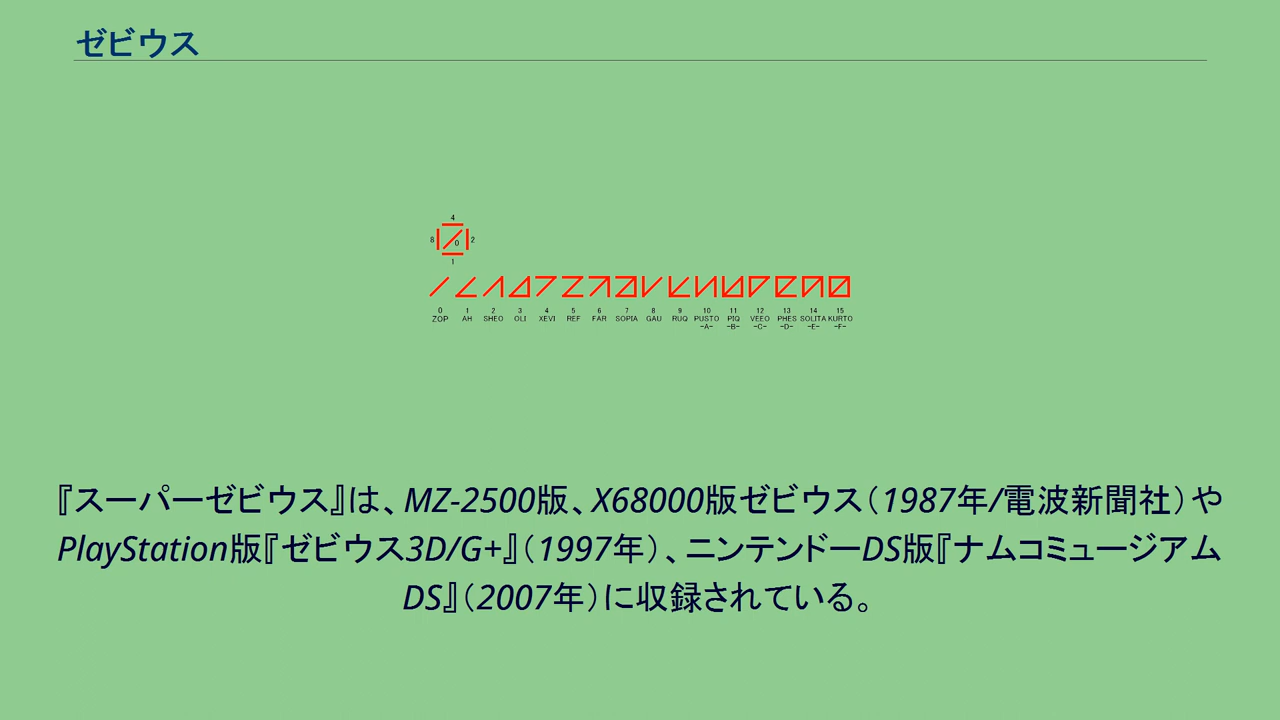 ゼビウス
4
8 0 2
1
0 1 2 3 4 5 6 7 8 9 10 11 12 13 14 15
ZOP AH SHEO OLI XEVI REF FAR SOPIA GAU RUQ PUSTO PIQ VEEO PHES SOLITA KURTO
-A- -B- -C- -D- -E- -F-
『スーパーゼビウス』は、MZ-2500版、X68000版ゼビウス（1987年/電波新聞社）や
PlayStation版『ゼビウス3D/G+』（1997年）、ニンテンドーDS版『ナムコミュージアム
DS』（2007年）に収録されている。